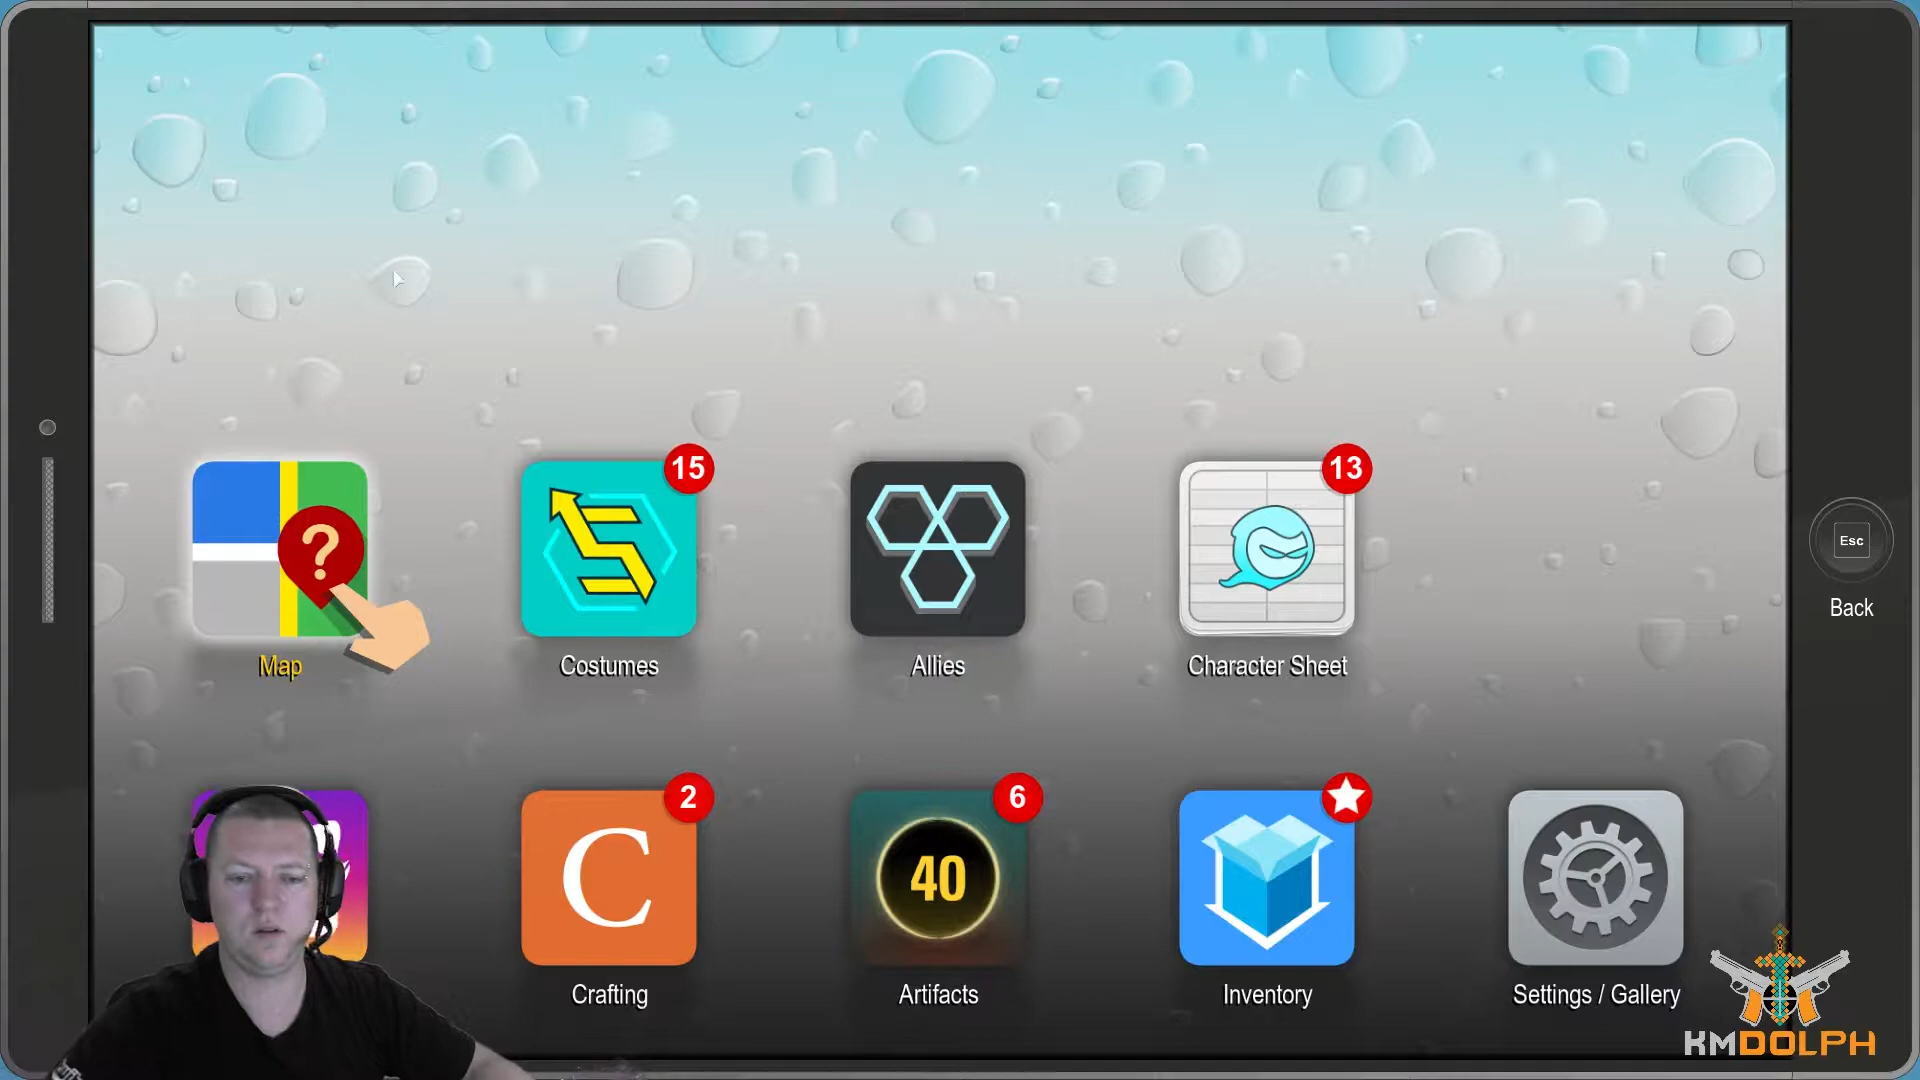 15
13
?
Esc
Back
Map
Costumes
Allies
Character Sheet
2
6
C
40
Crafting
Artifacts
Inventory
Settings / Gallery
KMDOLPH